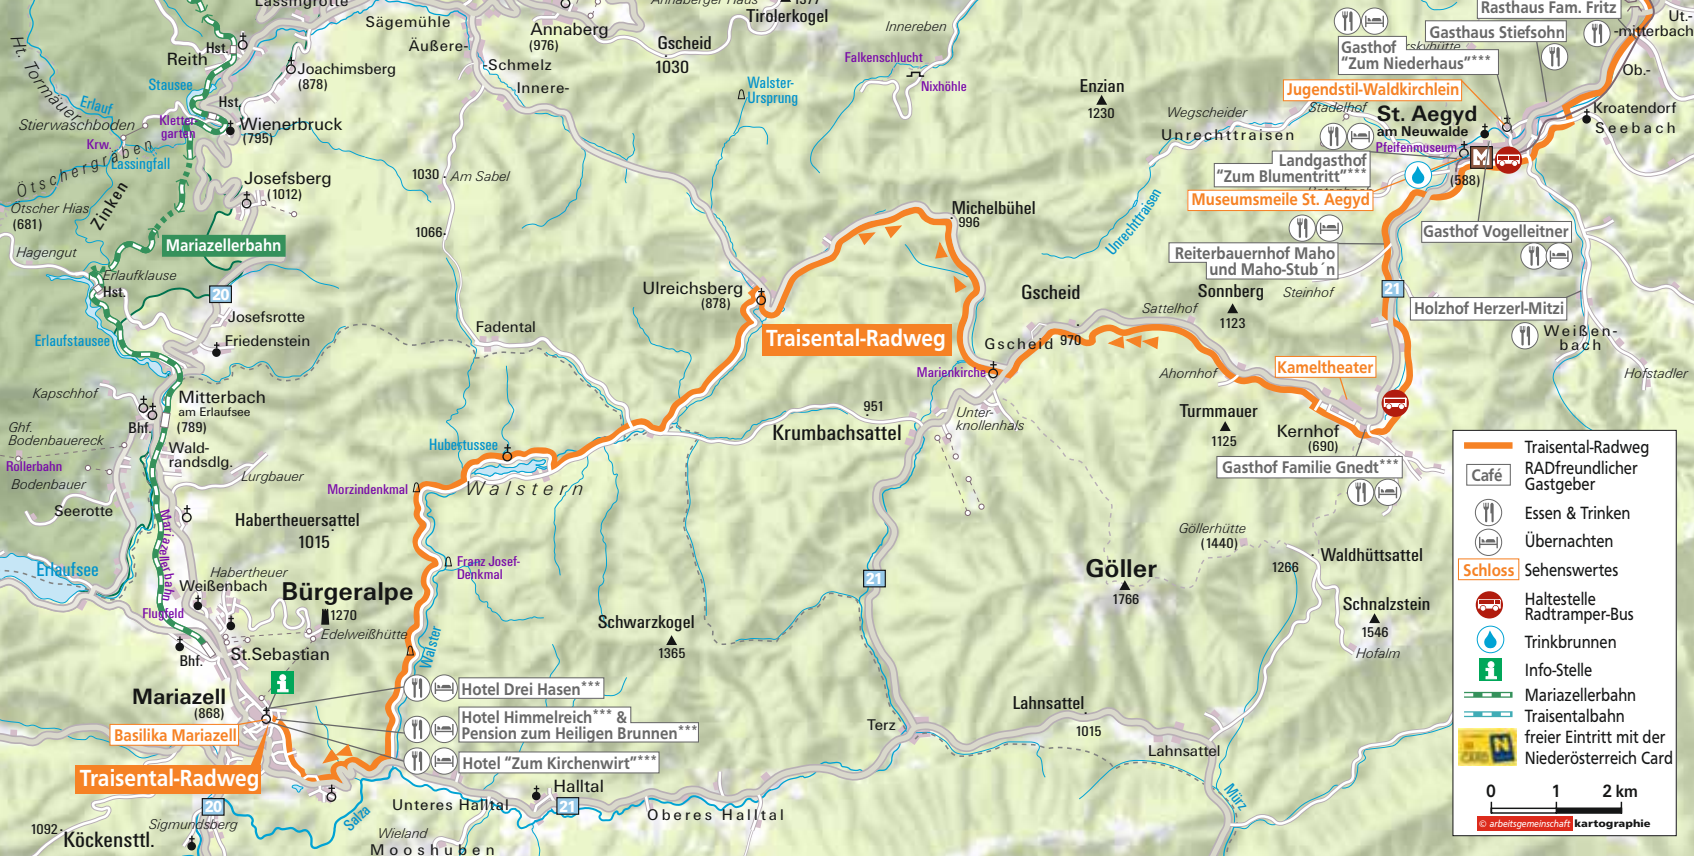 Lassingrotte
Sägemühle
Äußere-
-Schmelz
Innere-
Annaberg
(976)
Annaberger Haus
1377
Tirolerkogel
Gscheid
1030
Innereben
Falkenschlucht
Nixhöhle
Walster-
Ursprung
Enzian
1230
Wegscheider
Unrechttraisen
Unrechttraisen
Stadelhof
Gasthof
"Zum Niederhaus"***
Jugendstil-Waldkirchlein
Gasthaus Stiefsohn
Rasthaus Fam. Fritz
Ut.-
-mitterbach
Ob.-
Kroatendorf
Seebach
St. Aegyd
am Neuwalde
Pfeifenmuseum
M
(588)
Landgasthof
"Zum Blumentritt"***
Museumsmeile St. Aegyd
Reiterbauernhof Maho
und Maho-Stub´n
Gasthof Vogelleitner
Holzhof Herzerl-Mitzi
Weißen-
bach
Hofstadler
Steinhof
21
Sonnberg
1123
Sattelhof
Gscheid
Gscheid
970
Ahornhof
Kameltheater
Turmmauer
1125
Kernhof
(690)
Gasthof Familie Gnedt***
Marienkirche
Unter-
knollenhals
Michelbühel
996
Ulreichsberg
(878)
Traisental-Radweg
951
Krumbachsattel
Reith
Hst.
Joachimsberg
(878)
Stausee
Hst.
Ht. Tormäuer
Erlauf
Stierwaschboden
Kletter-
garten
Krw.
Wienerbruck
(795)
Lassingfall
Ötschergräben
Zinken
Josefsberg
(1012)
Ötscher Hias
(681)
Hagengut
Mariazellerbahn
Erlaufklause
Hst.
20
Josefsrotte
Friedenstein
Erlaufstausee
1030
Am Sabel
1066
Fadental
Kapschhof
Mitterbach
am Erlaufsee
(789)
Bhf.
Ghf.
Bodenbauereck
Rollerbahn
Bodenbauer
Wald-
randsdlg.
Lurgbauer
Seerotte
Hubertussee
Walstern
Morzindenkmal
Habertheuersattel
1015
Mariazellerbahn
Franz Josef-
Denkmal
Erlaufsee
Habertheuer
Weißenbach
Flugfeld
Bürgeralpe
1270
Edelweißhütte
Walster
Bhf.
St.Sebastian
Mariazell
(868)
Basilika Mariazell
Traisental-Radweg
Hotel Drei Hasen***
Hotel Himmelreich*** &
Pension zum Heiligen Brunnen***
Hotel "Zum Kirchenwirt"***
20
Sigmundsberg
1092
Köckensttl.
Salza
Unteres Halltal
Wieland
Mooshuben
Halltal
21
Oberes Halltal
Schwarzkogel
1365
21
Terz
Göller
1766
Göllerhütte
(1440)
1266
Waldhüttsattel
Schnalzstein
1546
Hofalm
Lahnsattel
1015
Lahnsattel
Mürz
Traisental-Radweg
Café
RADfreundlicher
Gastgeber
Essen & Trinken
Übernachten
Schloss
Sehenswertes
Haltestelle
Radtramper-Bus
Trinkbrunnen
i
Info-Stelle
Mariazellerbahn
Traisentalbahn
freier Eintritt mit der
Niederösterreich Card
CARD
N
0 1 2 km
© arbeitsgemeinschaft kartographie